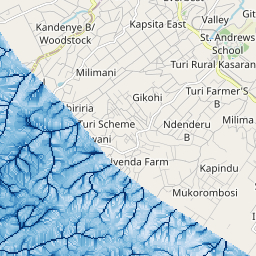 Kandenye B/
Woodstock
Kapsita East
Valley
St. Andrews
School
Turi Rural Kasaran
Milimani
Gikohi
Turi Farmer'S
B
Turi Scheme
Ndenderu
B
Milima
Kapindu
Mukorombosi
Farm